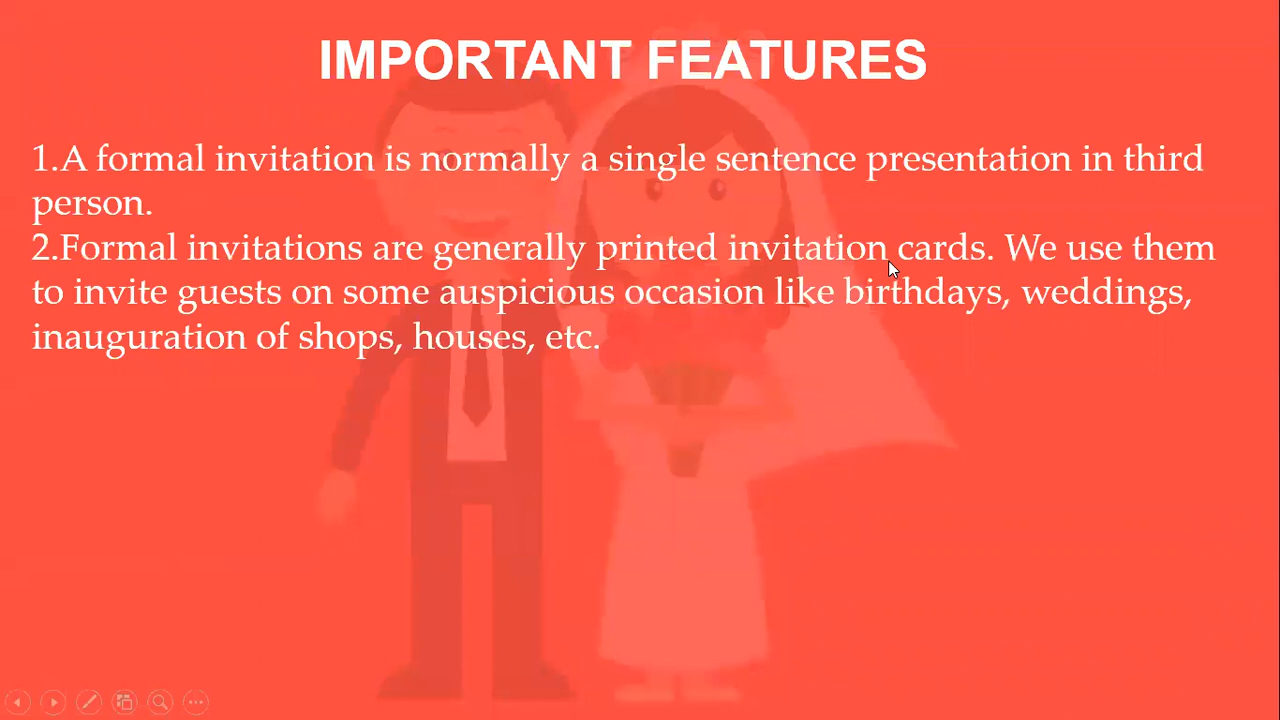 IMPORTANT FEATURES
1.A formal invitation is normally a single sentence presentation in third
person.
2.Formal invitations are generally printed invitation cards. We use them
to invite guests on some auspicious occasion like birthdays, weddings,
inauguration of shops, houses, etc.